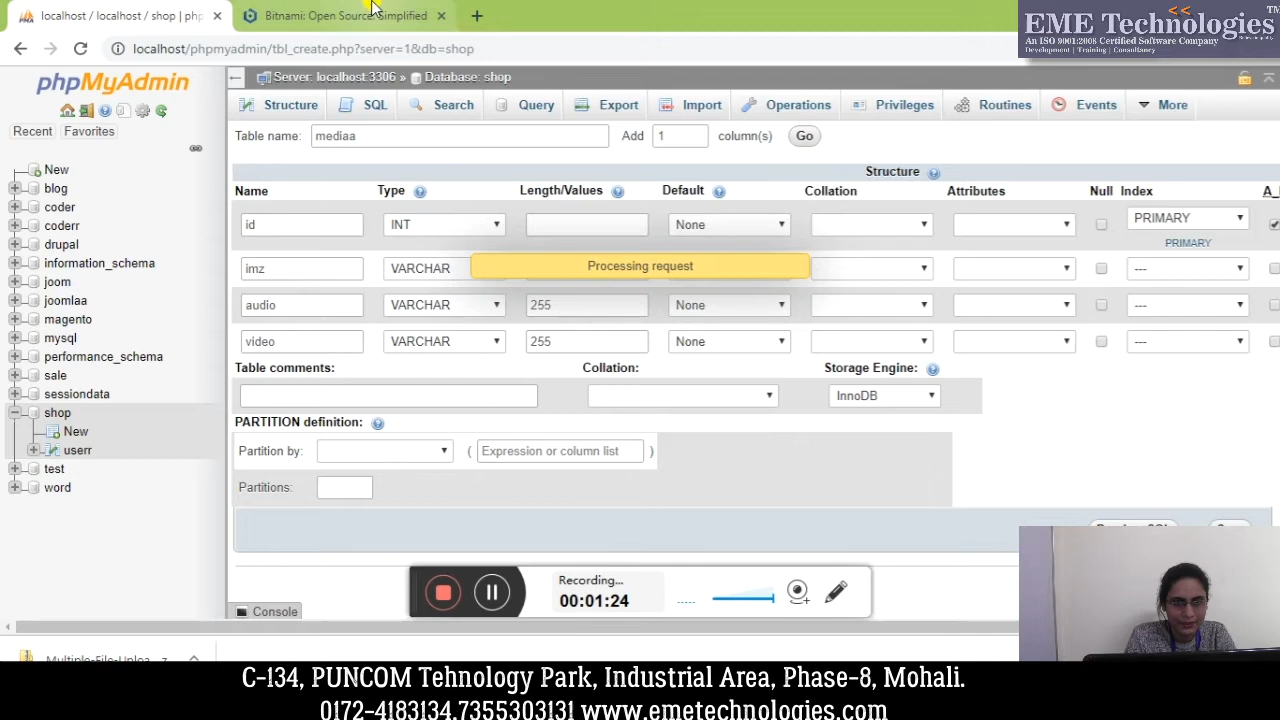 localhost / localhost / shop | php
Bitnami: Open Source. Simplified
EME Technologies™
An ISO 9001:2008 Certified Software Company
Development | Training | Consultancy
localhost/phpmyadmin/tbl_create.php?server=1&db=shop
phpMyAdmin
Server: localhost:3306 » Database: shop
Structure SQL Search Query Export Import Operations Privileges Routines Events More
Recent Favorites
Table name: mediaa Add 1 column(s) Go
Structure
Name Type Length/Values Default Collation Attributes Null Index
id INT None PRIMARY
PRIMARY
imz VARCHAR ---
Processing request
audio VARCHAR 255 None ---
video VARCHAR 255 None ---
Table comments: Collation: Storage Engine:
InnoDB
PARTITION definition:
Partition by: ( Expression or column list )
Partitions:
New
blog
coder
coderr
drupal
information_schema
joom
joomlaa
magento
mysql
performance_schema
sale
sessiondata
shop
New
userr
test
word
Recording...
00:01:24
Console
Multiple-File-Uploa
C-134, PUNCOM Tehnology Park, Industrial Area, Phase-8, Mohali.
0172-4183134,7355303131 www.emetechnologies.com